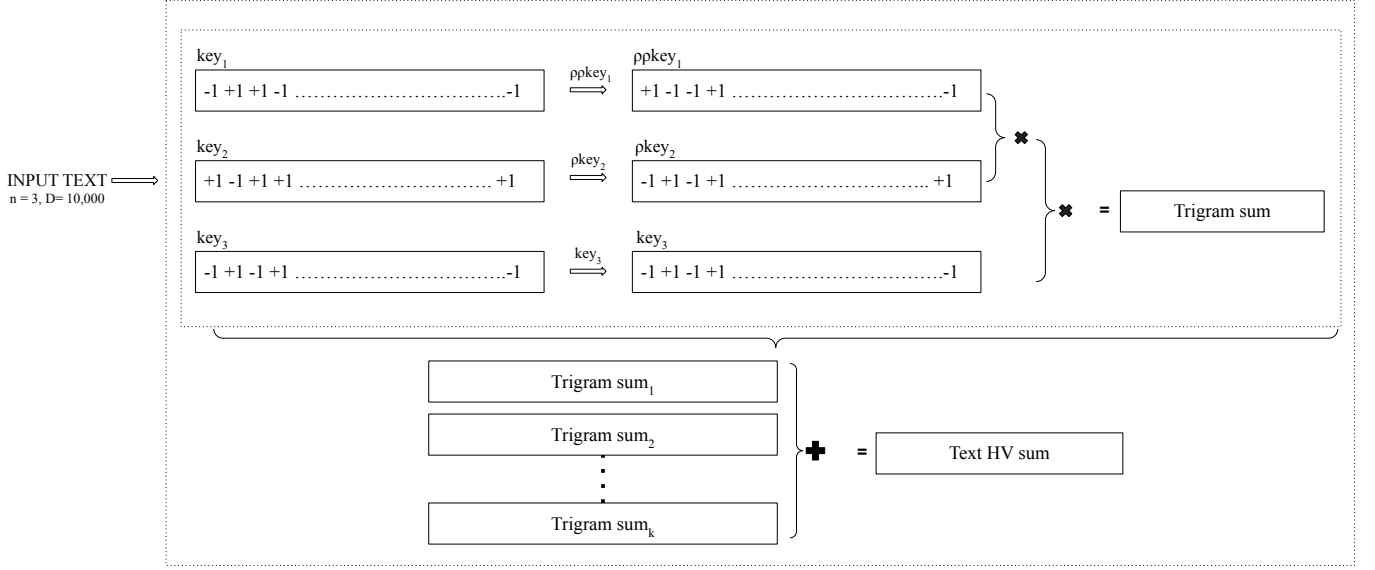 INPUT TEXT
n = 3, D= 10,000
key₁
-1 +1 +1 -1 ……………………………….-1
ρρkey₁
ρρkey₁
+1 -1 -1 +1 ……………………………….-1
key₂
+1 -1 +1 +1 …………………………….. +1
ρkey₂
ρkey₂
-1 +1 -1 +1 …………………………….. +1
key₃
-1 +1 -1 +1 ……………………………….-1
key₃
key₃
-1 +1 -1 +1 ……………………………….-1
✖
✖ = Trigram sum
Trigram sum₁
Trigram sum₂
Trigram sumₖ
✚ = Text HV sum